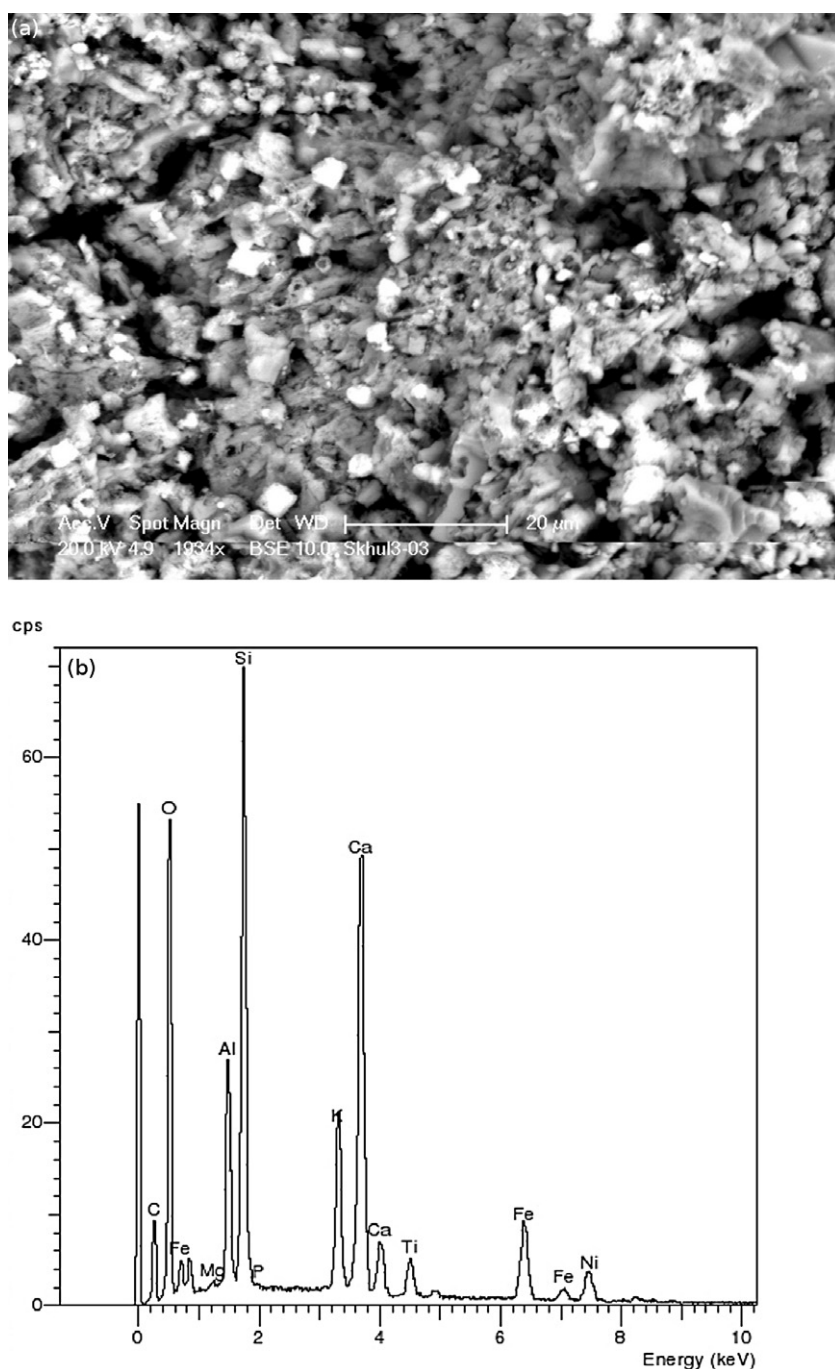 (a)
Acc.V Spot Magn Det WD 20 µm
20.0 kV 4.9 1934x BSE 10.0 Skhul3-03
cps
(b)
Si
60
O
Ca
40
Al
K
20
C
Fe
Mg
P
Ca
Ti
Fe
Fe
Ni
0
0 2 4 6 8 10
Energy (keV)